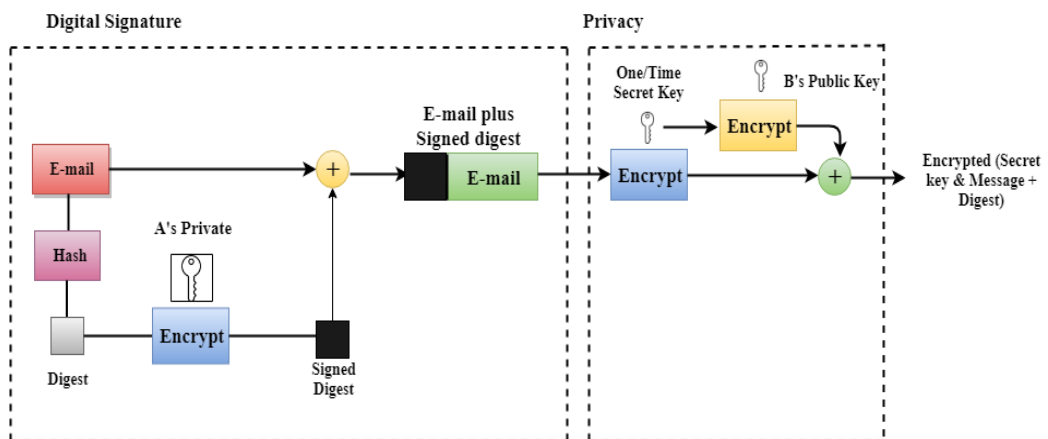 Digital Signature
Privacy
One/Time
Secret Key
B's Public Key
E-mail plus
Signed digest
Encrypt
E-mail
+
E-mail
Encrypt
+
Encrypted (Secret
key & Message +
Digest)
A's Private
Hash
Encrypt
Digest
Signed
Digest